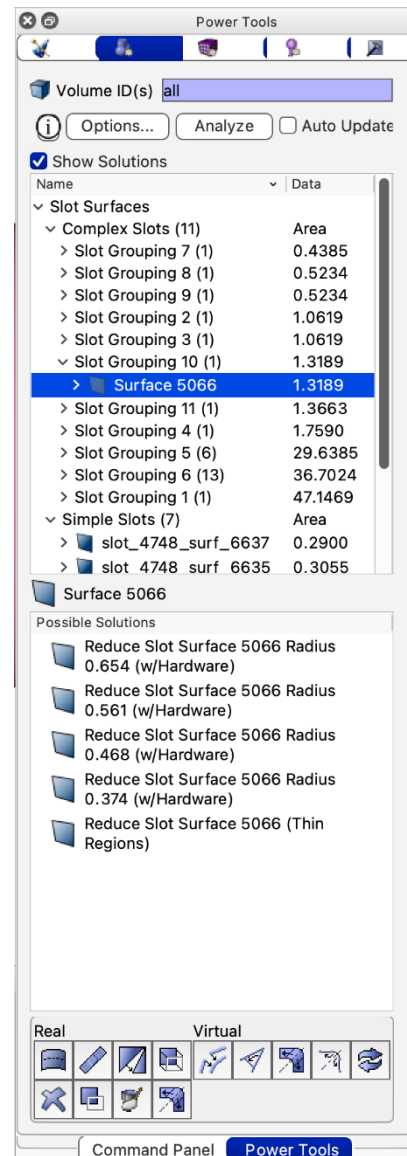 Power Tools
Volume ID(s) all
Options... Analyze Auto Update
Show Solutions
Name Data
Slot Surfaces
Complex Slots (11) Area
Slot Grouping 7 (1) 0.4385
Slot Grouping 8 (1) 0.5234
Slot Grouping 9 (1) 0.5234
Slot Grouping 2 (1) 1.0619
Slot Grouping 3 (1) 1.0619
Slot Grouping 10 (1) 1.3189
Surface 5066 1.3189
Slot Grouping 11 (1) 1.3663
Slot Grouping 4 (1) 1.7590
Slot Grouping 5 (6) 29.6385
Slot Grouping 6 (13) 36.7024
Slot Grouping 1 (1) 47.1469
Simple Slots (7) Area
slot_4748_surf_6637 0.2900
slot_4748_surf_6635 0.3055
Surface 5066
Possible Solutions
Reduce Slot Surface 5066 Radius
0.654 (w/Hardware)
Reduce Slot Surface 5066 Radius
0.561 (w/Hardware)
Reduce Slot Surface 5066 Radius
0.468 (w/Hardware)
Reduce Slot Surface 5066 Radius
0.374 (w/Hardware)
Reduce Slot Surface 5066 (Thin
Regions)
Real Virtual
Command Panel Power Tools